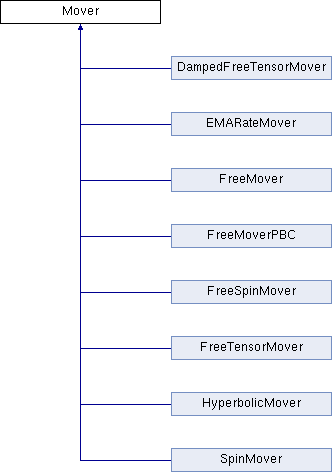 Mover
DampedFreeTensorMover
EMARateMover
FreeMover
FreeMoverPBC
FreeSpinMover
FreeTensorMover
HyperbolicMover
SpinMover